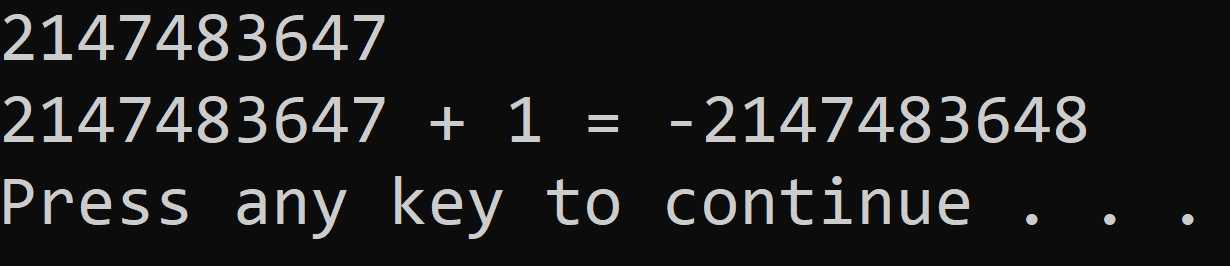 2147483647
2147483647 + 1 = -2147483648
Press any key to continue . . .